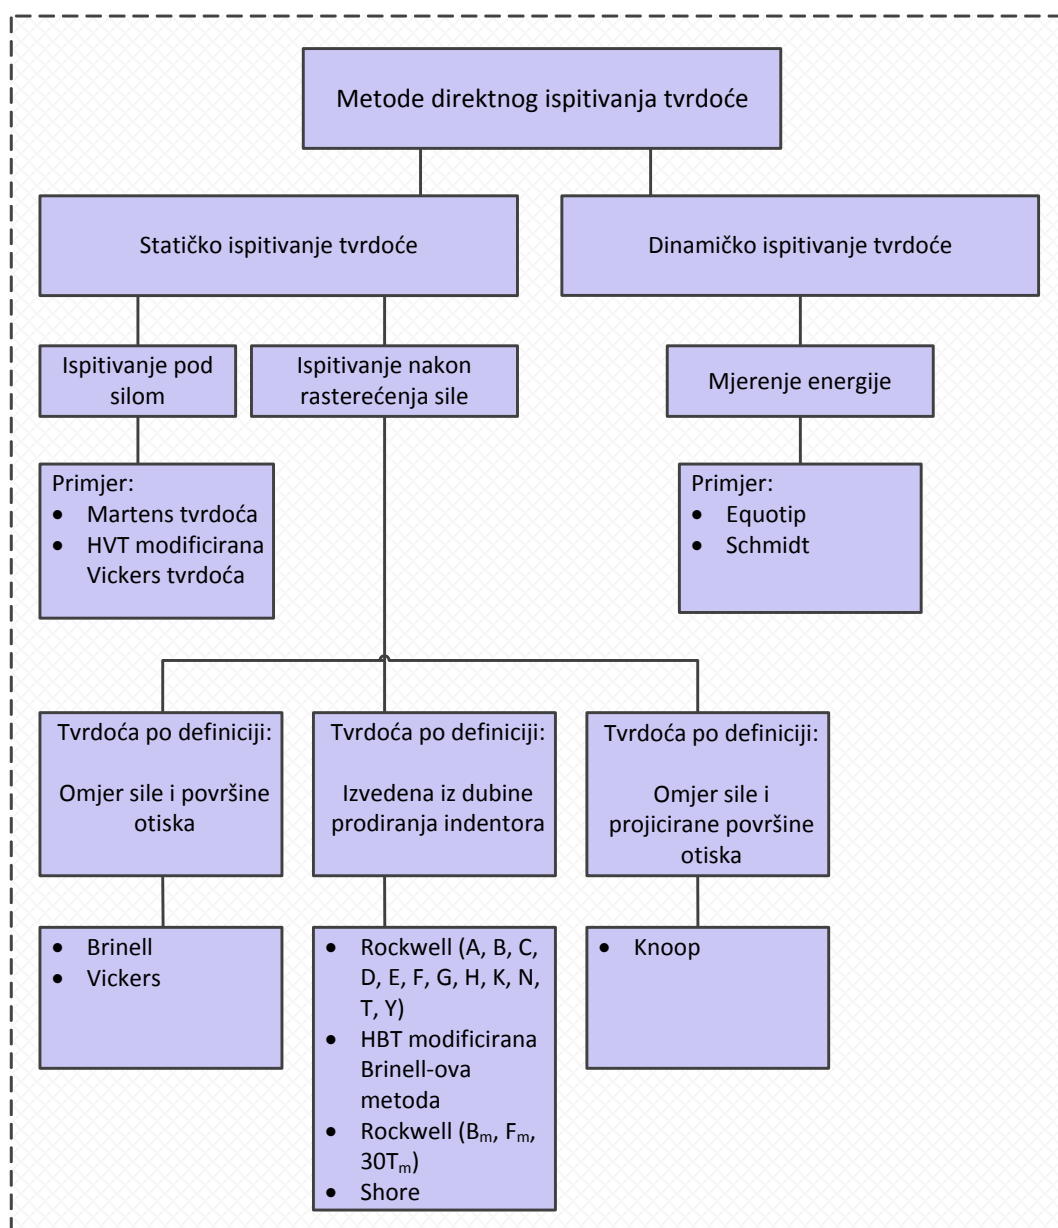 Metode direktnog ispitivanja tvrdoće
Statičko ispitivanje tvrdoće
Dinamičko ispitivanje tvrdoće
Ispitivanje pod
silom
Ispitivanje nakon
rasterećenja sile
Mjerenje energije
Primjer:
• Martens tvrdoća
• HVT modificirana
Vickers tvrdoća
Primjer:
• Equotip
• Schmidt
Tvrdoća po definiciji:
Omjer sile i površine
otiska
Tvrdoća po definiciji:
Izvedena iz dubine
prodiranja indentora
Tvrdoća po definiciji:
Omjer sile i
projicirane površine
otiska
• Brinell
• Vickers
• Rockwell (A, B, C,
D, E, F, G, H, K, N,
T, Y)
• HBT modificirana
Brinell-ova
metoda
• Rockwell (Bm, Fm,
30Tm)
• Shore
• Knoop